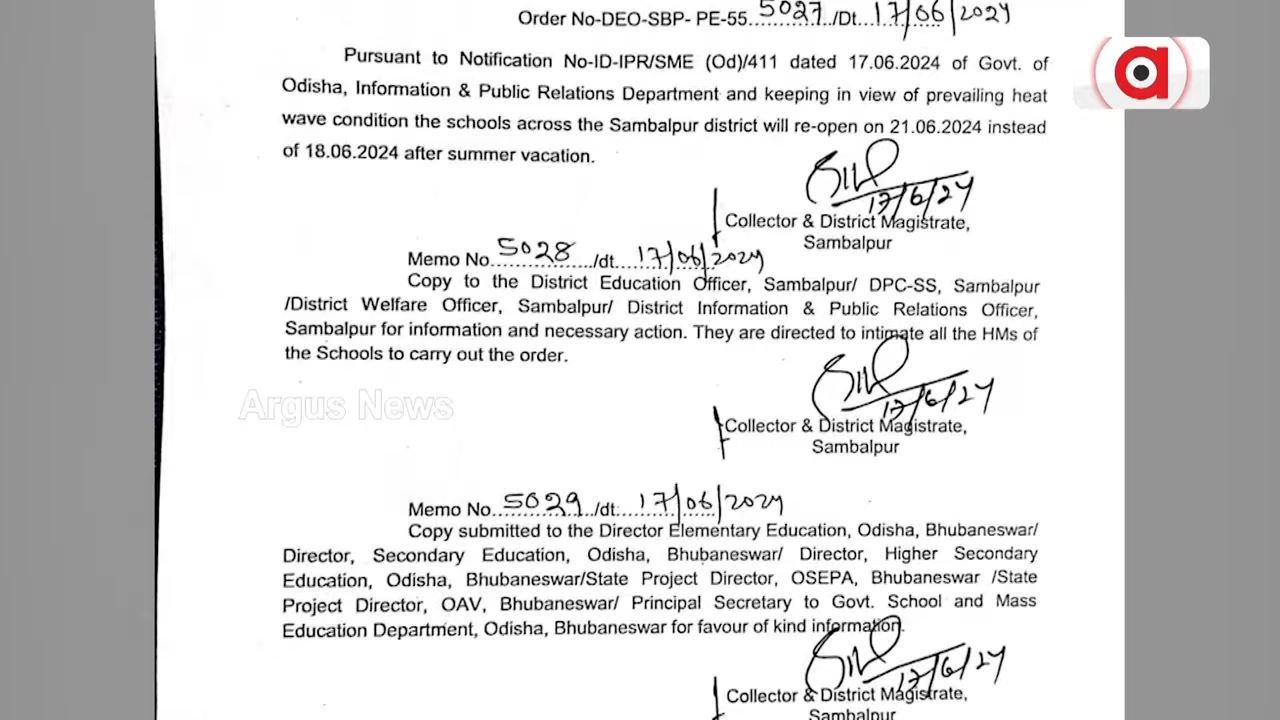 Order No-DEO-SBP- PE-55 5027 /Dt. 17/06/2024
Pursuant to Notification No-ID-IPR/SME (Od)/411 dated 17.06.2024 of Govt. of
Odisha, Information & Public Relations Department and keeping in view of prevailing heat
wave condition the schools across the Sambalpur district will re-open on 21.06.2024 instead
of 18.06.2024 after summer vacation.
17/6/24
Collector & District Magistrate,
Sambalpur
Memo No. 5028 /dt. 17/06/2024
Copy to the District Education Officer, Sambalpur/ DPC-SS, Sambalpur
/District Welfare Officer, Sambalpur/ District Information & Public Relations Officer,
Sambalpur for information and necessary action. They are directed to intimate all the HMs of
the Schools to carry out the order.
17/6/24
Argus News
Collector & District Magistrate,
Sambalpur
Memo No. 5029 /dt. 17/06/2024
Copy submitted to the Director Elementary Education, Odisha, Bhubaneswar/
Director, Secondary Education, Odisha, Bhubaneswar/ Director, Higher Secondary
Education, Odisha, Bhubaneswar/State Project Director, OSEPA, Bhubaneswar /State
Project Director, OAV, Bhubaneswar/ Principal Secretary to Govt. School and Mass
Education Department, Odisha, Bhubaneswar for favour of kind information.
17/6/24
Collector & District Magistrate,
Sambalpur
a